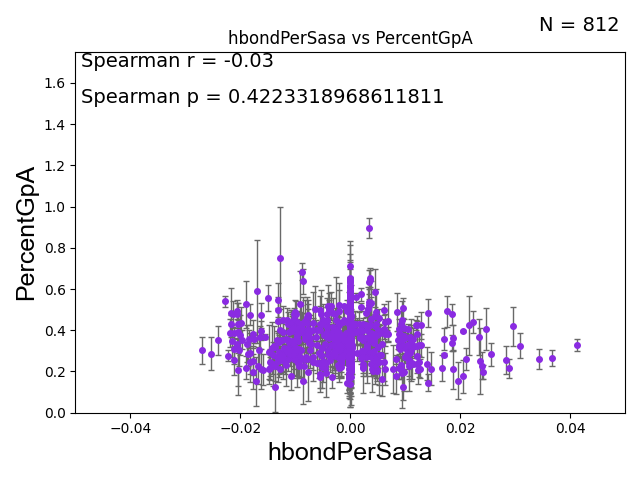 N = 812
hbondPerSasa vs PercentGpA
Spearman r = -0.03
Spearman p = 0.4223318968611811
PercentGpA
1.6
1.4
1.2
1.0
0.8
0.6
0.4
0.2
0.0
−0.04
−0.02
0.00
0.02
0.04
hbondPerSasa